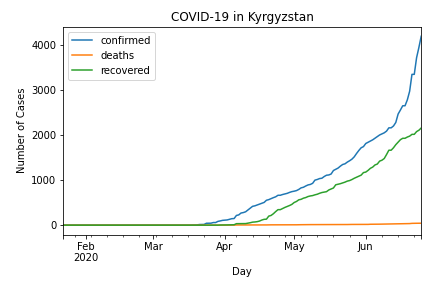 COVID-19 in Kyrgyzstan
confirmed
deaths
recovered
Number of Cases
4000
3000
2000
1000
0
Feb
2020
Mar
Apr
May
Jun
Day